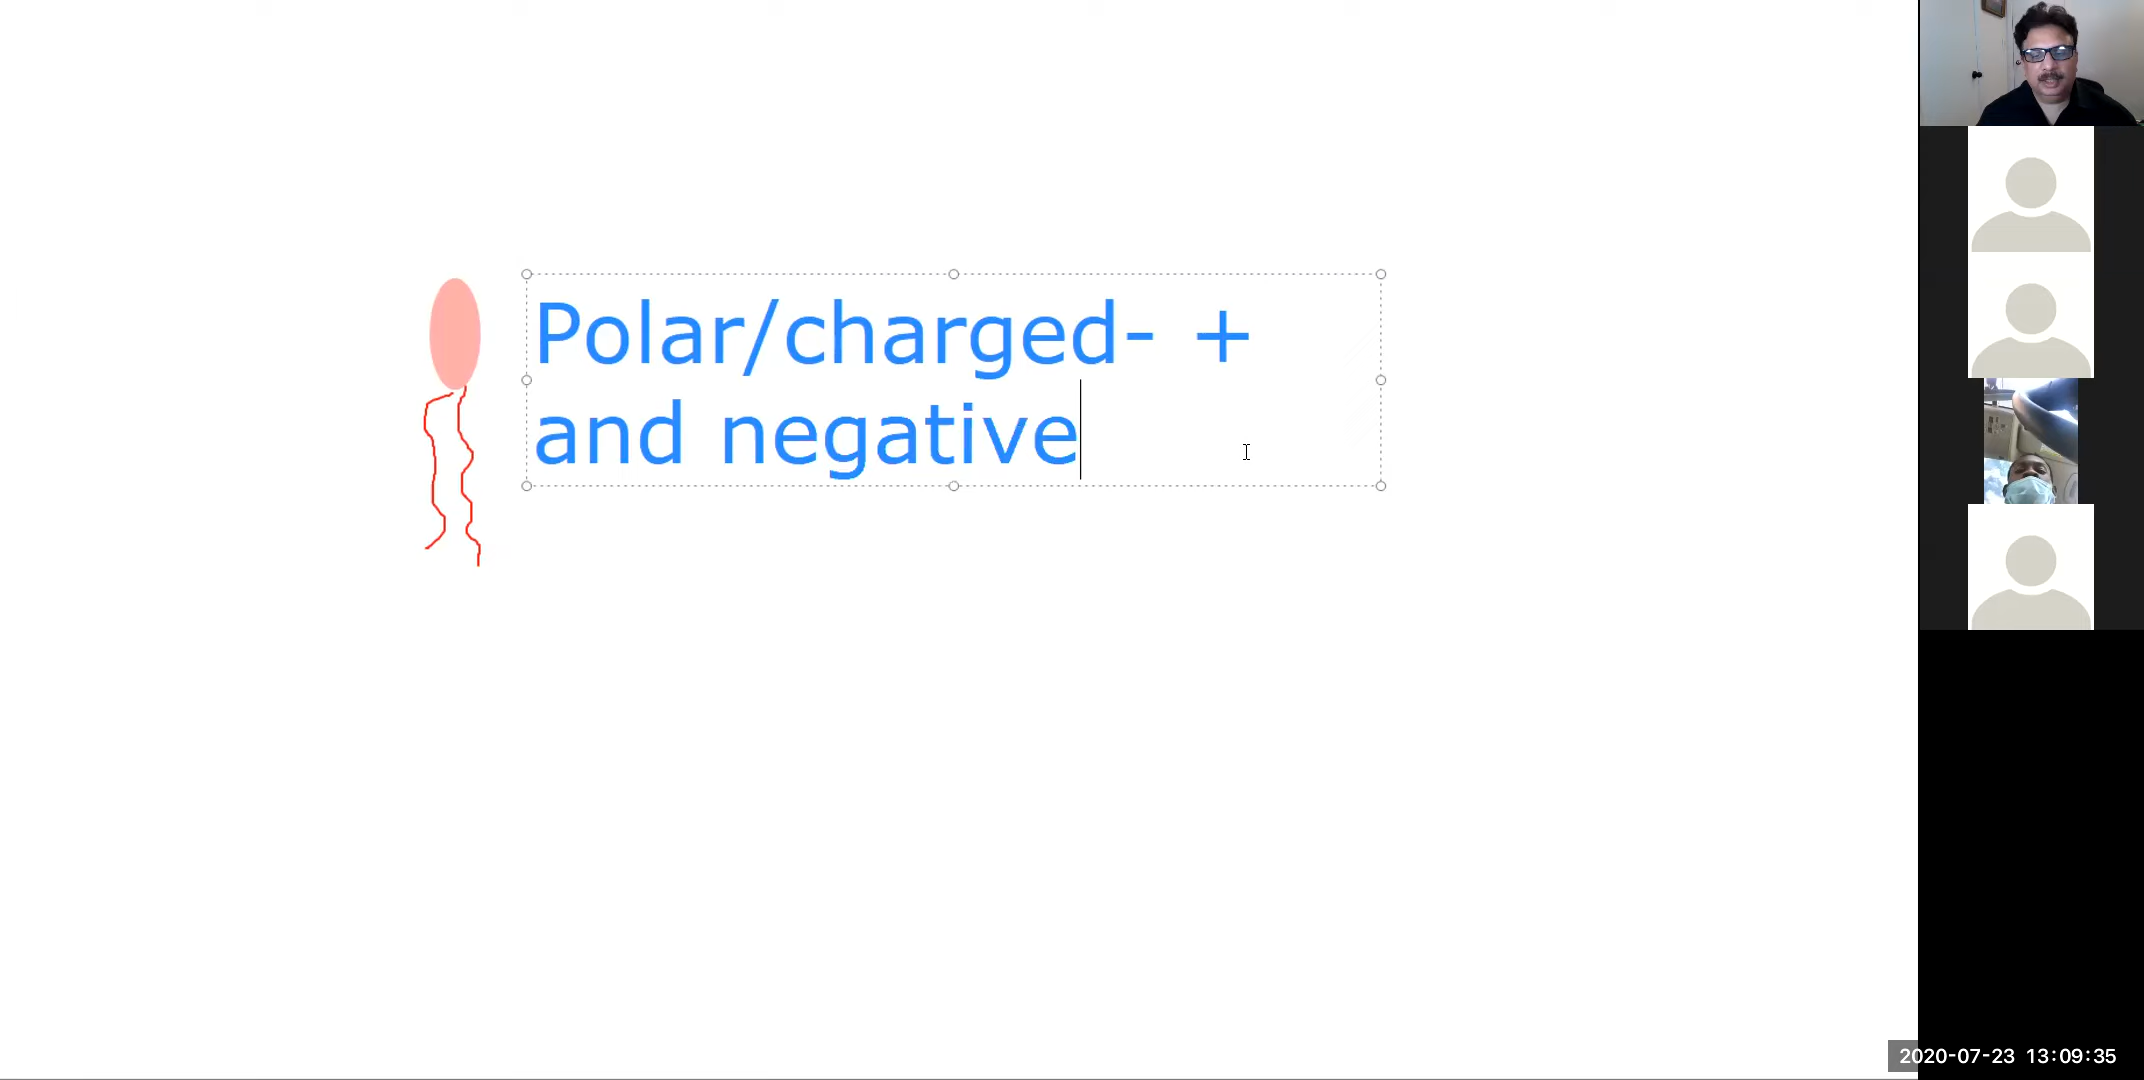 Polar/charged- +
and negative
2020-07-23 13:09:35